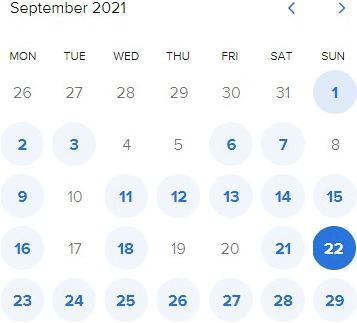 September 2021
MON TUE WED THU FRI SAT SUN
26 27 28 29 30 31 1
2 3 4 5 6 7 8
9 10 11 12 13 14 15
16 17 18 19 20 21 22
23 24 25 26 27 28 29